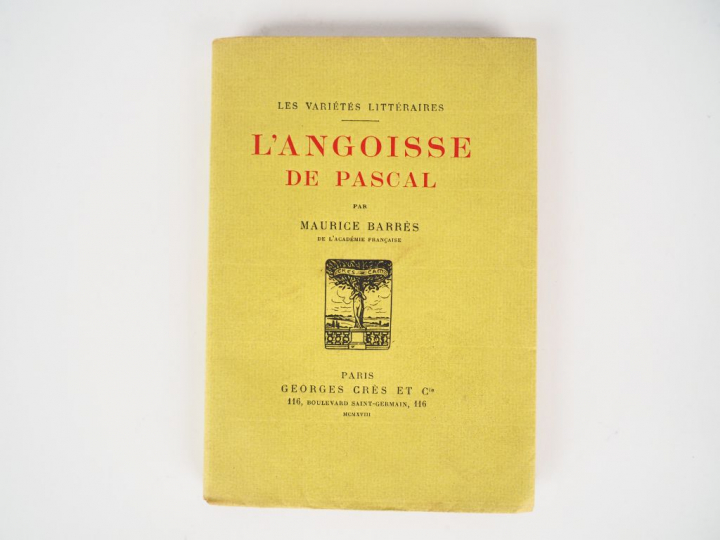 LES VARIÉTÉS LITTÉRAIRES
L'ANGOISSE
DE PASCAL
PAR
MAURICE BARRÈS
DE L'ACADÉMIE FRANÇAISE
PARIS
GEORGES CRÈS ET Cie
116, BOULEVARD SAINT-GERMAIN, 116
MCMXVIII